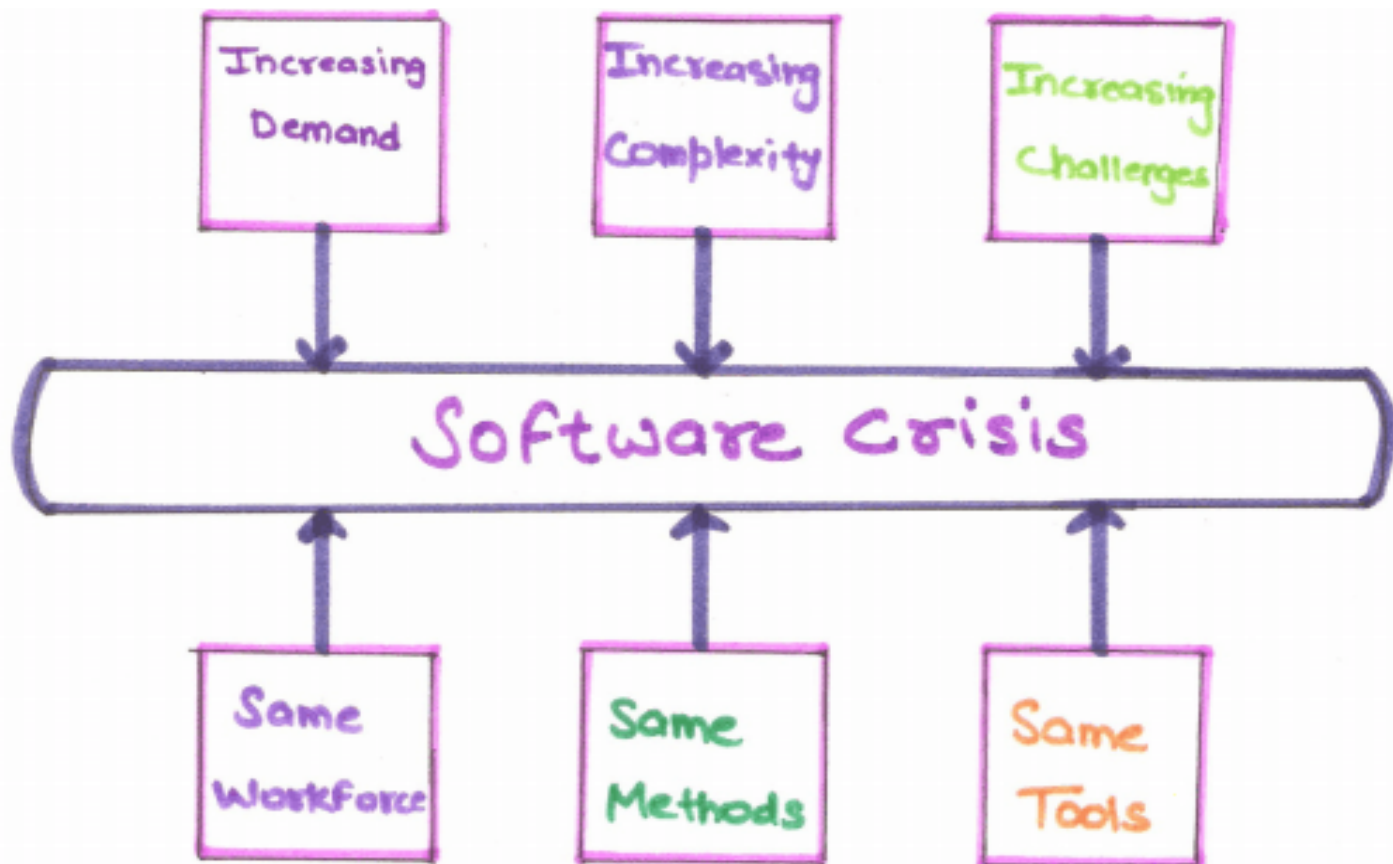 Increasing
Demand
Increasing
Complexity
Increasing
Challenges
Software Crisis
Same
Workforce
Same
Methods
Same
Tools